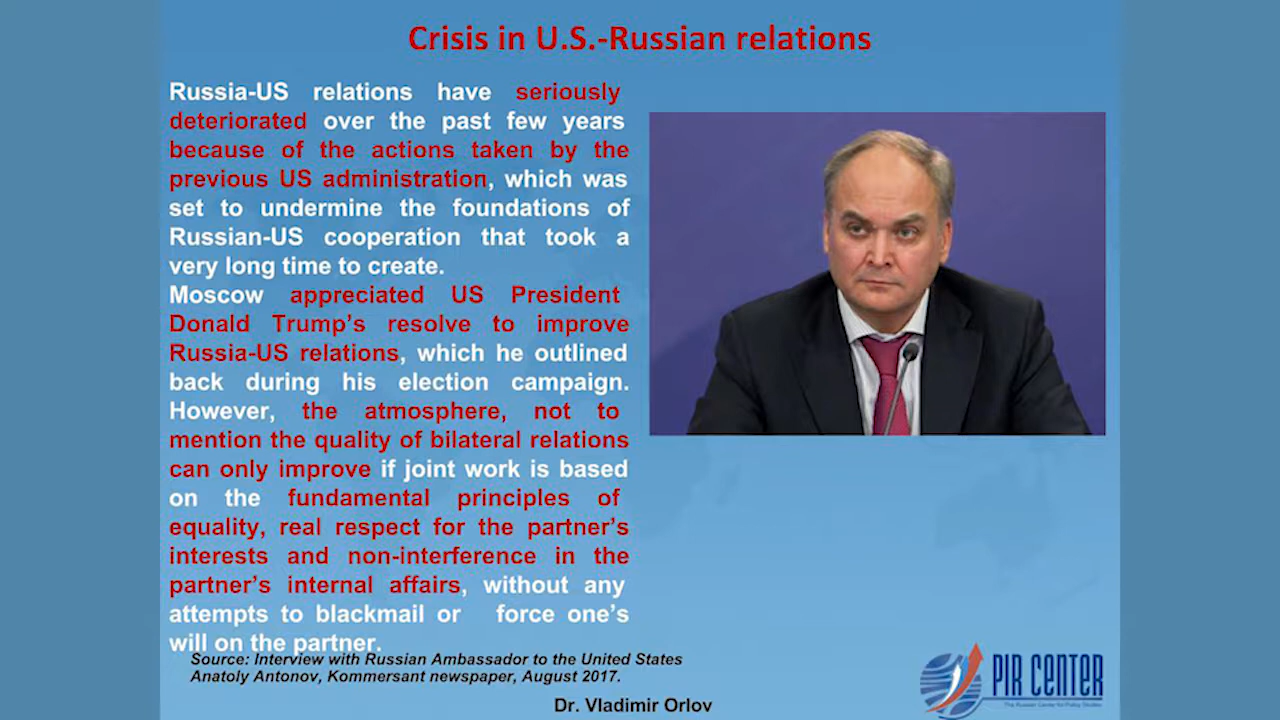 Crisis in U.S.-Russian relations
Russia-US relations have seriously
deteriorated over the past few years
because of the actions taken by the
previous US administration, which was
set to undermine the foundations of
Russian-US cooperation that took a
very long time to create.
Moscow appreciated US President
Donald Trump's resolve to improve
Russia-US relations, which he outlined
back during his election campaign.
However, the atmosphere, not to
mention the quality of bilateral relations
can only improve if joint work is based
on the fundamental principles of
equality, real respect for the partner's
interests and non-interference in the
partner's internal affairs, without any
attempts to blackmail or force one's
will on the partner.
Source: Interview with Russian Ambassador to the United States
Anatoly Antonov, Kommersant newspaper, August 2017.
PIR CENTER
The Russian Center for Policy Studies
Dr. Vladimir Orlov